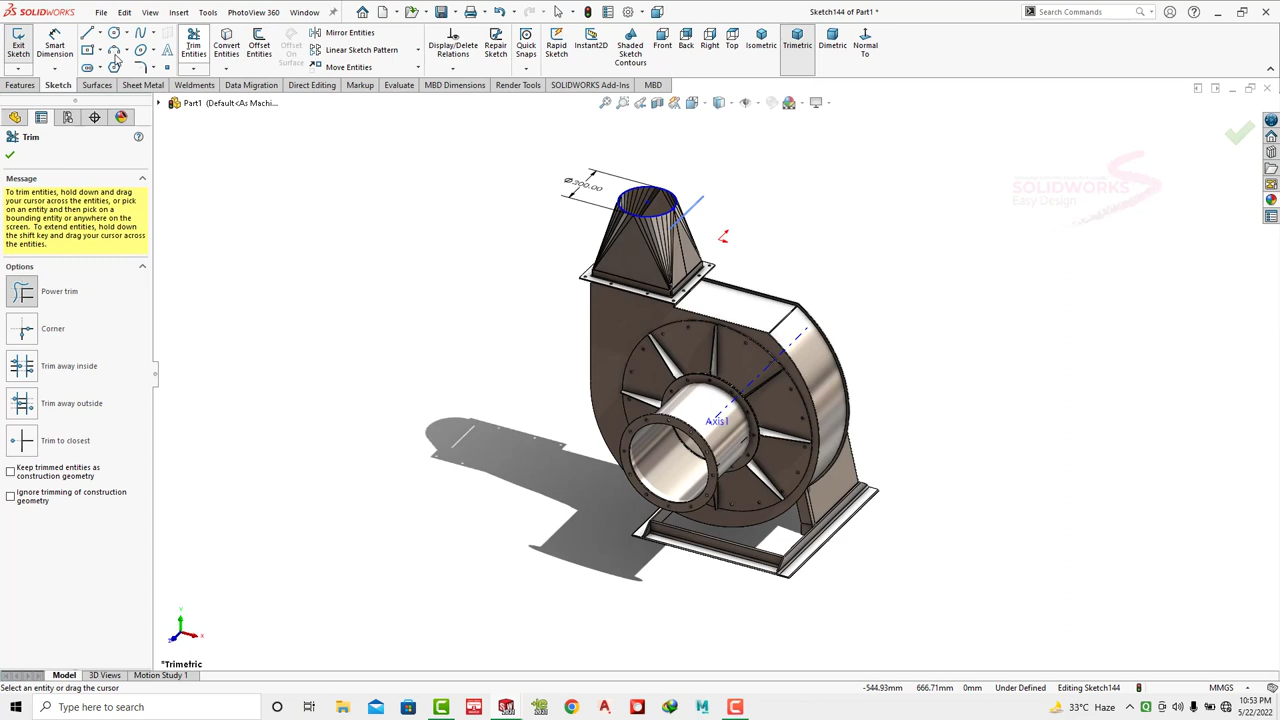 SOLIDWORKS
File Edit View Insert Tools PhotoView 360 Window
Sketch144 of Part1 *
Search Commands
Exit Sketch
Smart Dimension
Trim Entities
Convert Entities
Offset Entities
Offset On Surface
Mirror Entities
Linear Sketch Pattern
Move Entities
Display/Delete Relations
Repair Sketch
Quick Snaps
Rapid Sketch
Instant2D
Shaded Sketch Contours
Front
Back
Right
Top
Isometric
Trimetric
Dimetric
Normal To
Features Sketch Surfaces Sheet Metal Weldments Data Migration Direct Editing Markup Evaluate MBD Dimensions Render Tools SOLIDWORKS Add-Ins MBD
Part1 (Default<As Machi...
Trim
Message
To trim entities, hold down and drag
your cursor across the entities, or pick
on an entity and then pick on a
bounding entity or anywhere on the
screen. To extend entities, hold down
the shift key and drag your cursor across
the entities.
Options
Power trim
Corner
Trim away inside
Trim away outside
Trim to closest
Keep trimmed entities as
construction geometry
Ignore trimming of construction
geometry
Ø200.00
Axis1
SOLIDWORKS
Easy Design
Y
X
Z
*Trimetric
Model 3D Views Motion Study 1
Select an entity or drag the cursor
-544.93mm 666.71mm 0mm Under Defined Editing Sketch144 MMGS
Type here to search
33°C Haze
10:53 PM
5/22/2022